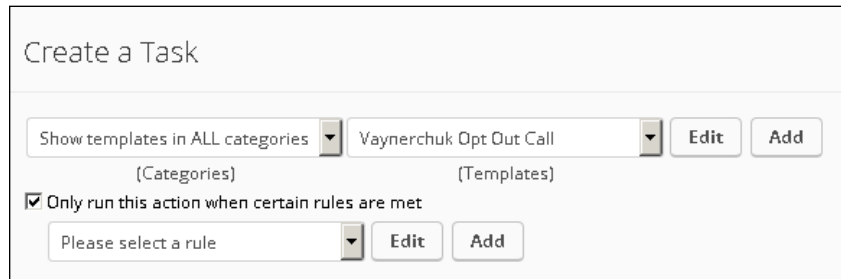 Create a Task
Show templates in ALL categories Vaynerchuk Opt Out Call Edit Add
(Categories) (Templates)
Only run this action when certain rules are met
Please select a rule Edit Add